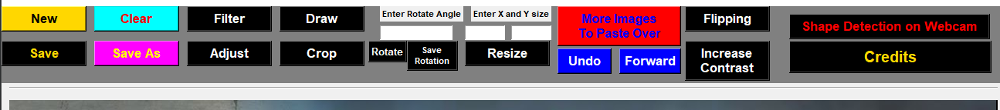 New
Clear
Filter
Draw
Enter Rotate Angle
Enter X and Y size
More Images
To Paste Over
Flipping
Shape Detection on Webcam
Save
Save As
Adjust
Crop
Rotate
Save
Rotation
Resize
Undo
Forward
Increase
Contrast
Credits